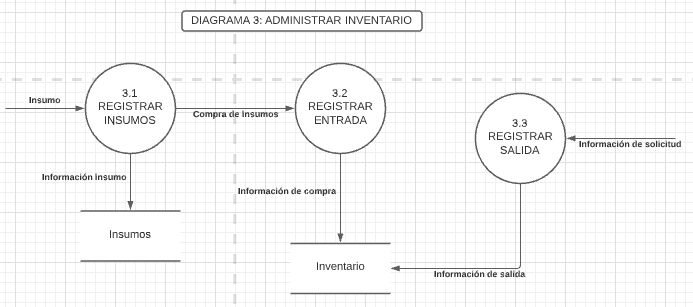 DIAGRAMA 3: ADMINISTRAR INVENTARIO
Insumo
3.1
REGISTRAR
INSUMOS
Compra de insumos
3.2
REGISTRAR
ENTRADA
3.3
REGISTRAR
SALIDA
Información de solicitud
Información insumo
Información de compra
Insumos
Inventario
Información de salida